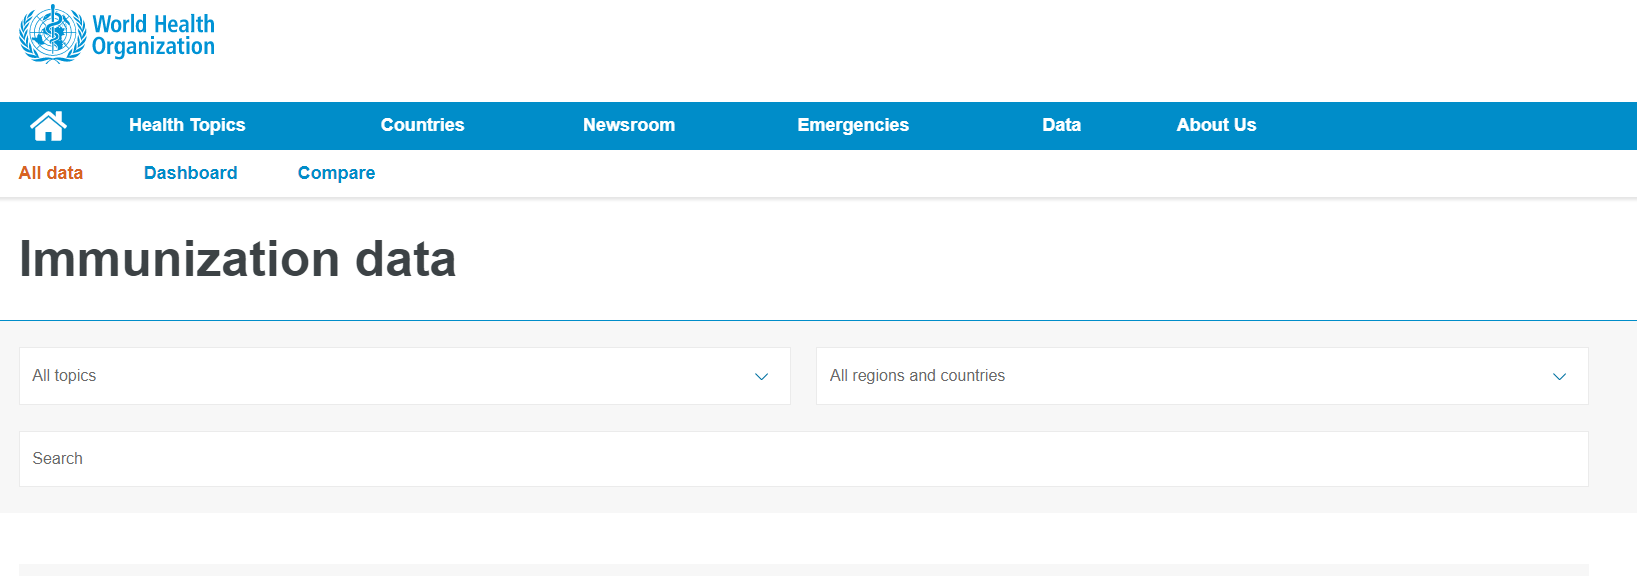 World Health
Organization
Health Topics Countries Newsroom Emergencies Data About Us
All data Dashboard Compare
Immunization data
All topics All regions and countries
Search